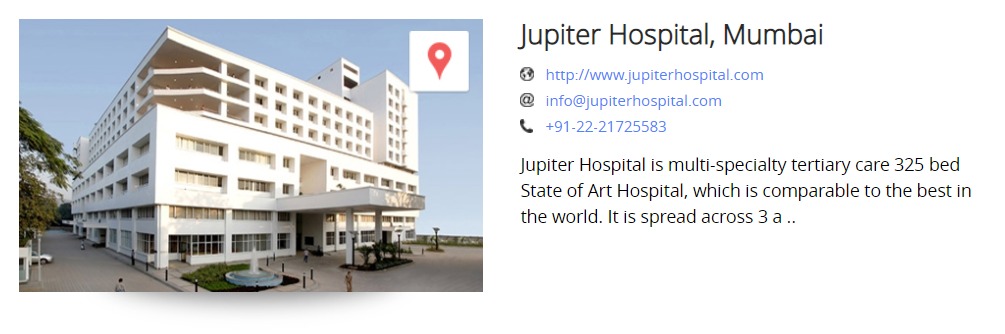 Jupiter Hospital, Mumbai
http://www.jupiterhospital.com
info@jupiterhospital.com
+91-22-21725583
Jupiter Hospital is multi-specialty tertiary care 325 bed
State of Art Hospital, which is comparable to the best in
the world. It is spread across 3 a ..